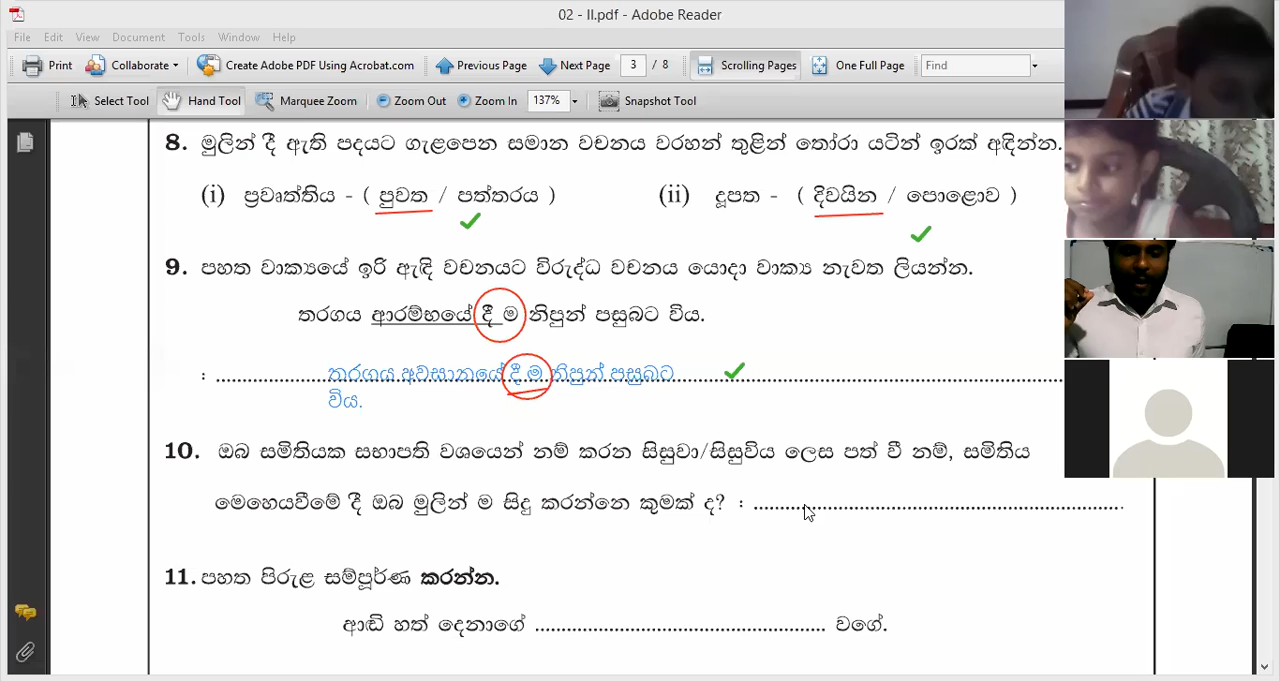 02 - II.pdf - Adobe Reader
File Edit View Document Tools Window Help
Print Collaborate Create Adobe PDF Using Acrobat.com Previous Page Next Page 3 / 8 Scrolling Pages One Full Page Find
Select Tool Hand Tool Marquee Zoom Zoom Out Zoom In 137% Snapshot Tool
8. මුලින් දී ඇති පදයට ගැළපෙන සමාන වචනය වරහන් තුළින් තෝරා යටින් ඉරක් අඳින්න.
(i) ප්‍රවෘත්තිය - ( පුවත / පත්තරය ) (ii) දූපත - ( දිවයින / පොළොව )
9. පහත වාක්‍යයේ ඉරි ඇඳි වචනයට විරුද්ධ වචනය යොදා වාක්‍ය නැවත ලියන්න.
තරගය ආරම්භයේ දී ම නිපුන් පසුබට විය.
: තරගය අවසානයේ දී ම නිපුන් පසුබට
විය.
10. ඔබ සමිතියක සභාපති වශයෙන් නම් කරන සිසුවා/සිසුවිය ලෙස පත් වී නම්, සමිතිය
මෙහෙයවීමේ දී ඔබ මුලින් ම සිදු කරන්නෙ කුමක් ද? : ..............................
11. පහත පිරුළ සම්පූර්ණ කරන්න.
ආඬි හත් දෙනාගේ .............................. වගේ.